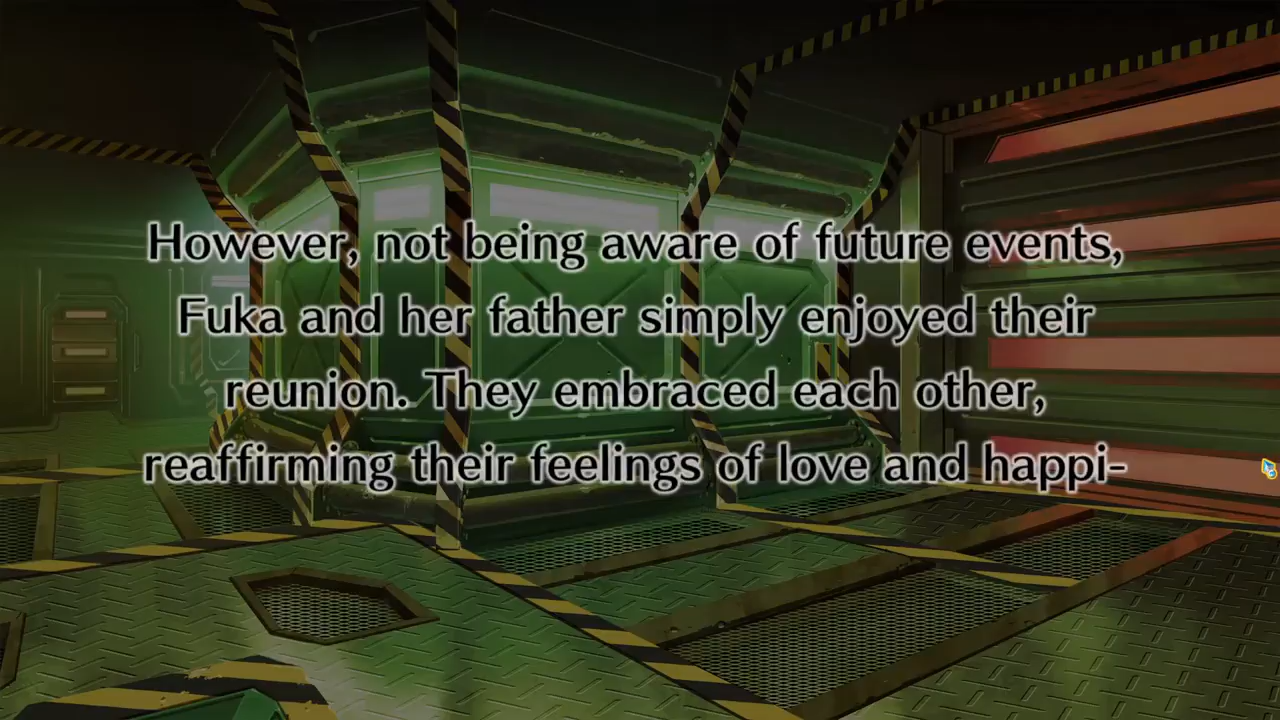 However, not being aware of future events,
Fuka and her father simply enjoyed their
reunion. They embraced each other,
reaffirming their feelings of love and happi-